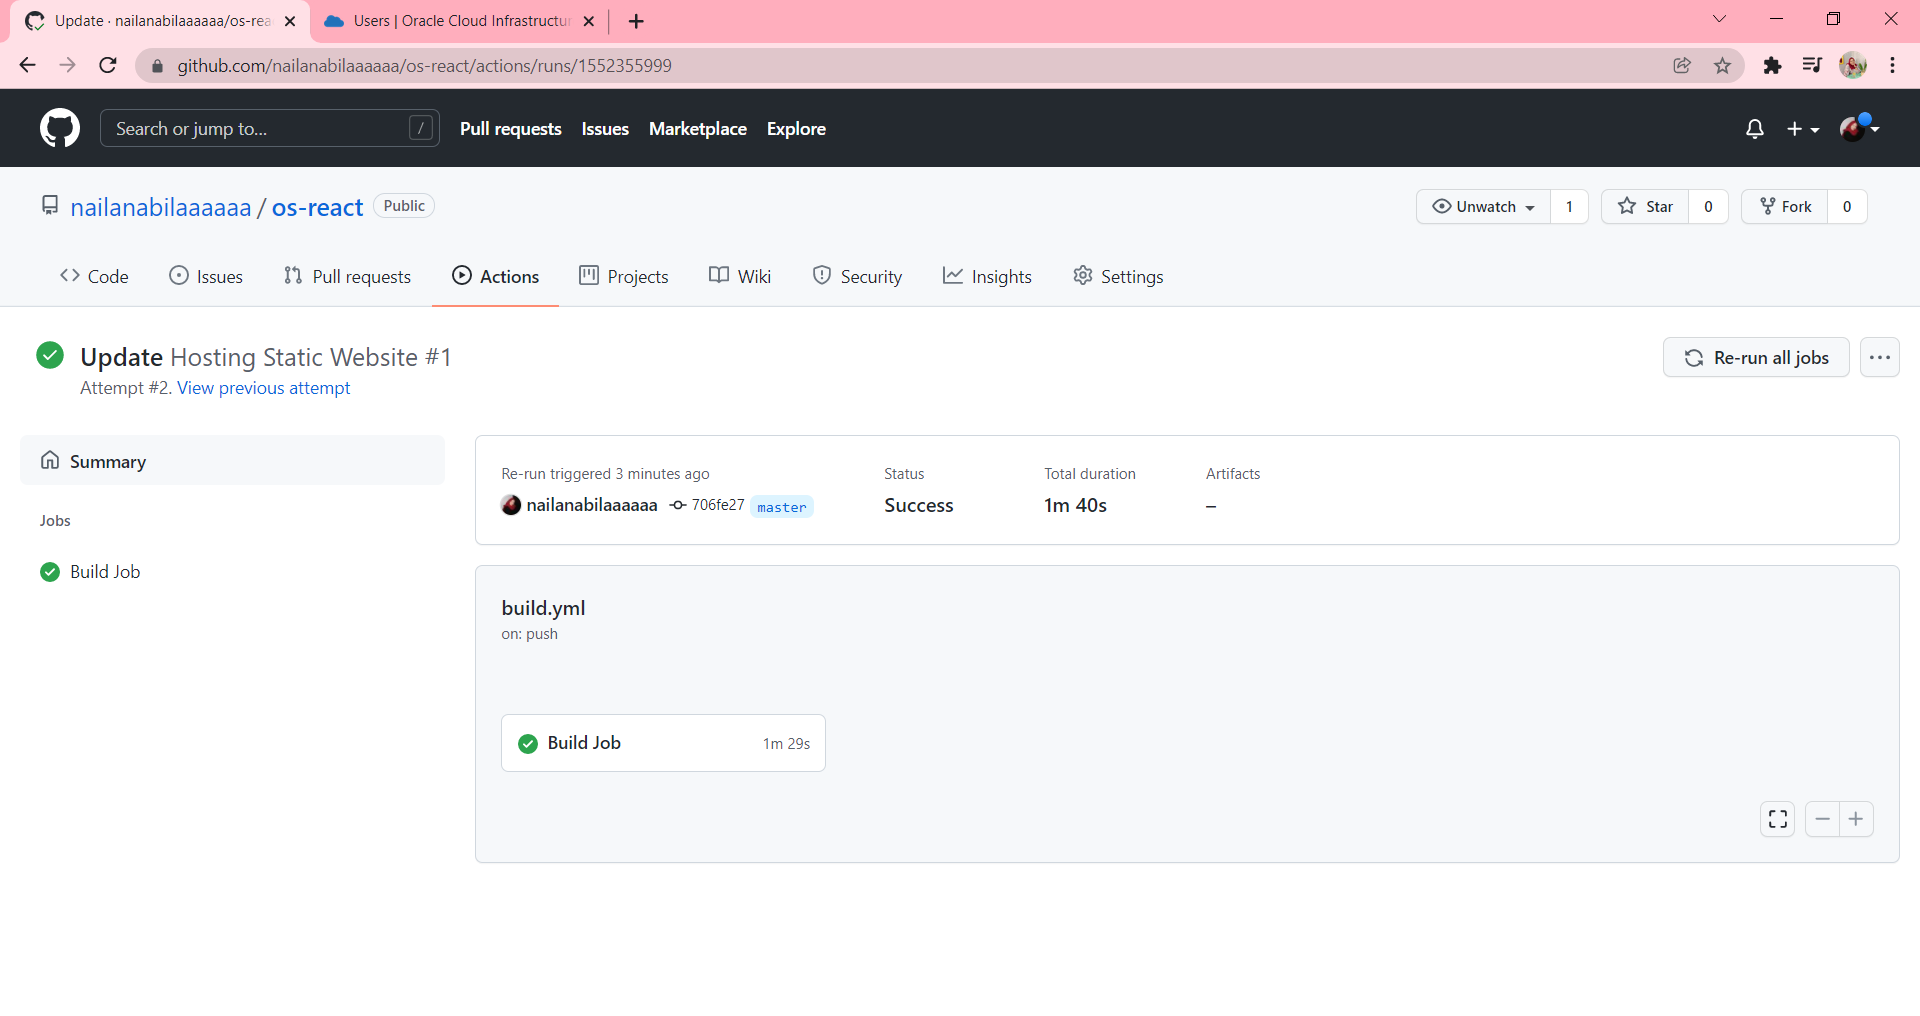 Update · nailanabilaaaaaa/os-rea
Users | Oracle Cloud Infrastructur
github.com/nailanabilaaaaaa/os-react/actions/runs/1552355999
Search or jump to...
/
Pull requests
Issues
Marketplace
Explore
nailanabilaaaaaa / os-react
Public
Unwatch
1
Star
0
Fork
0
Code
Issues
Pull requests
Actions
Projects
Wiki
Security
Insights
Settings
Update Hosting Static Website #1
Attempt #2. View previous attempt
Re-run all jobs
Summary
Jobs
Build Job
Re-run triggered 3 minutes ago
nailanabilaaaaaa
706fe27
master
Status
Success
Total duration
1m 40s
Artifacts
–
build.yml
on: push
Build Job
1m 29s